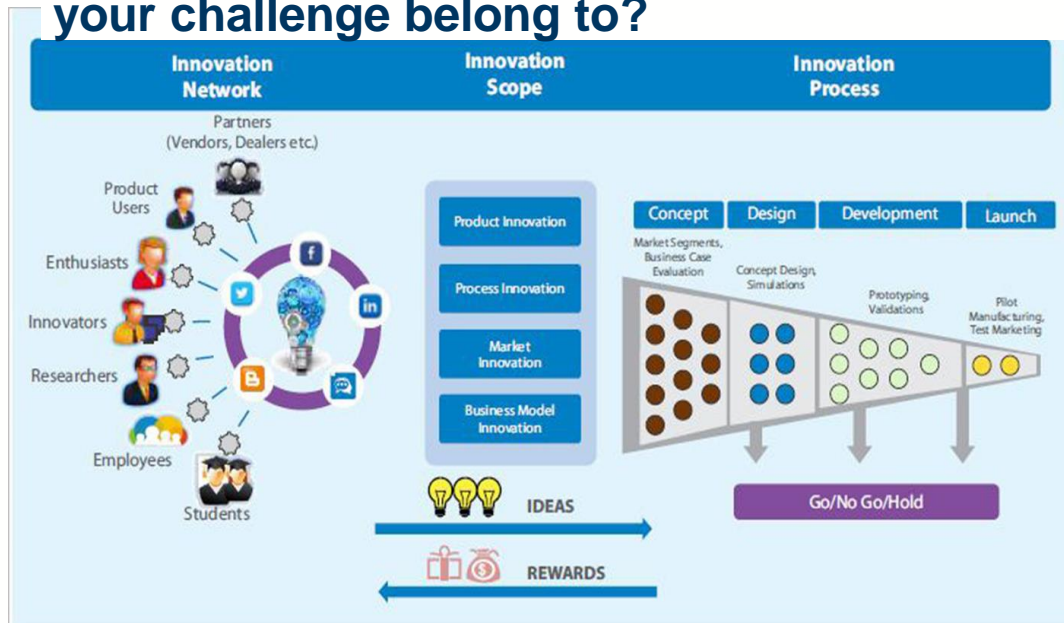 your challenge belong to?
Innovation
Network
Innovation
Scope
Innovation
Process
Partners
(Vendors, Dealers etc.)
Product
Users
Enthusiasts
Innovators
Researchers
Employees
Students
f
in
Product Innovation
Process Innovation
Market
Innovation
Business Model
Innovation
Concept
Design
Development
Launch
Market Segments,
Business Case
Evaluation
Concept Design,
Simulations
Prototyping,
Validations
Pilot
Manufacturing,
Test Marketing
Go/No Go/Hold
IDEAS
$
REWARDS